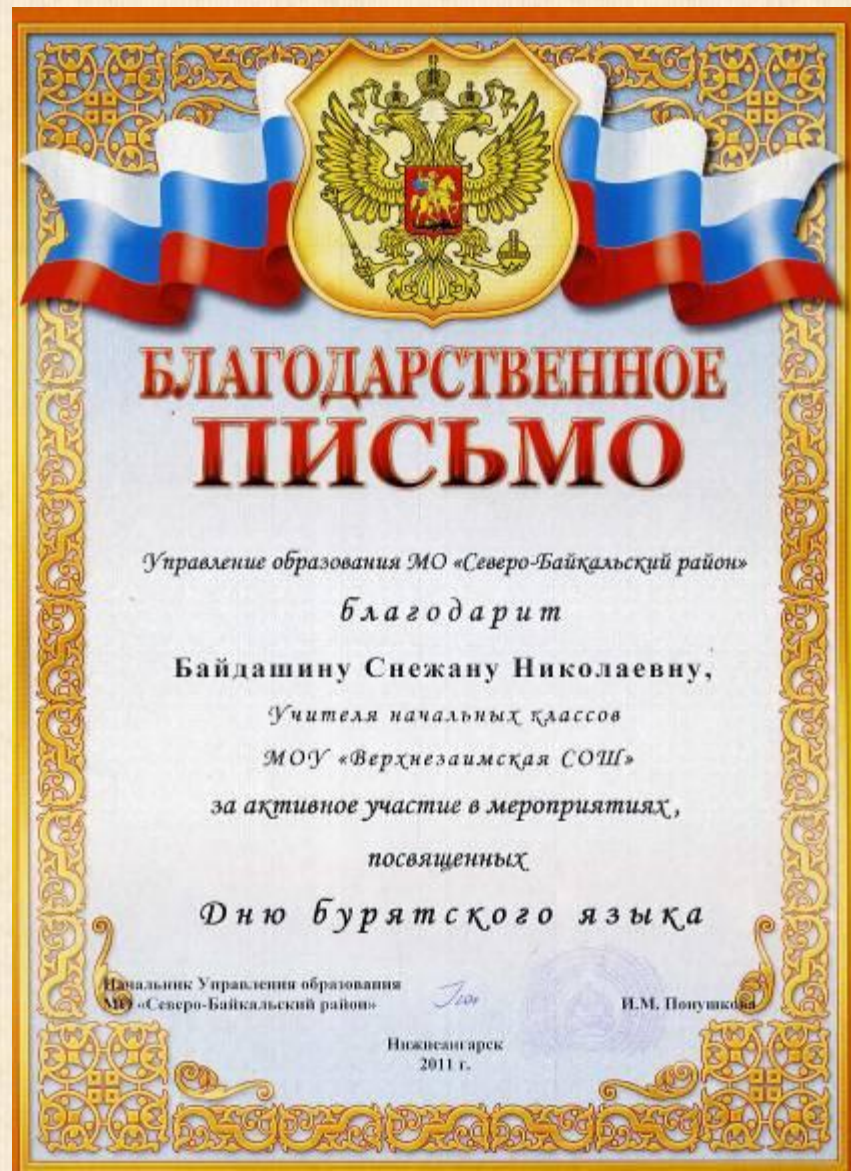 БЛАГОДАРСТВЕННОЕ
ПИСЬМО
Управление образования МО «Северо-Байкальский район»
благодарит
Байдашину Снежану Николаевну,
Учителя начальных классов
МОУ «Верхнезаимская СОШ»
за активное участие в мероприятиях,
посвященных
Дню бурятского языка
Начальник Управления образования
МО «Северо-Байкальский район»
И.М. Понушкова
Нижнеангарск
2011 г.